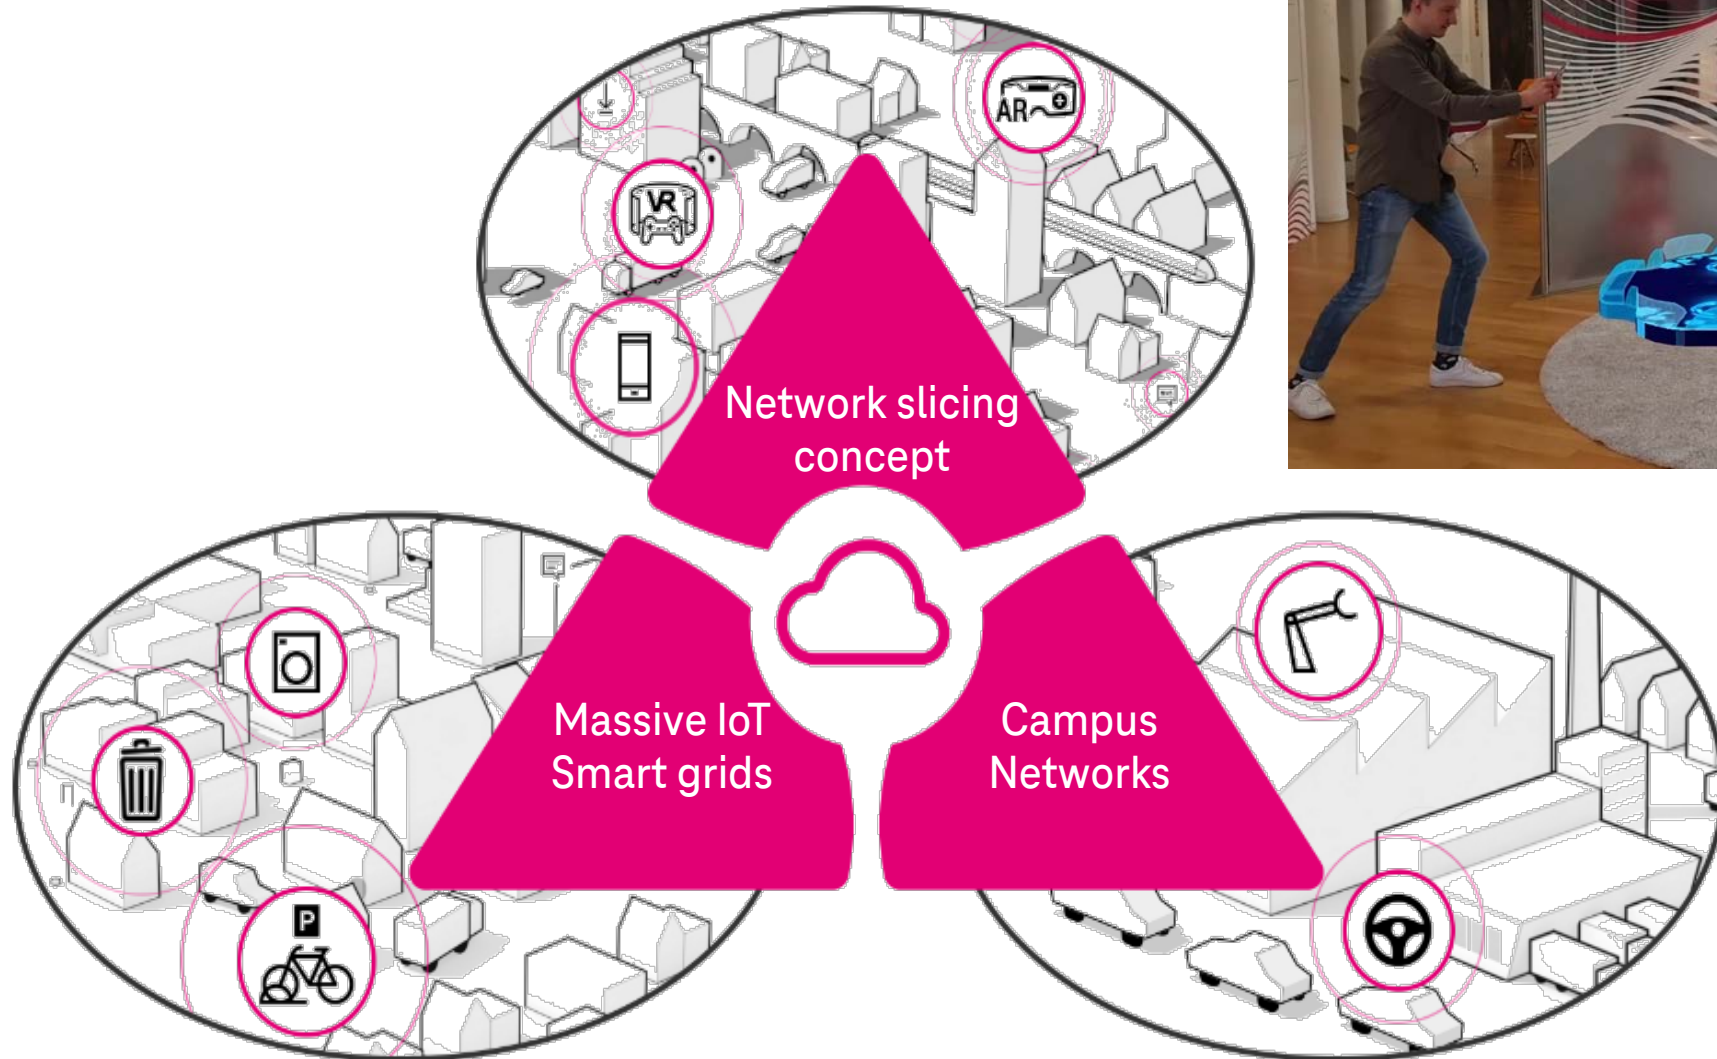 AR
VR
Network slicing
concept
Massive IoT
Smart grids
Campus
Networks
P